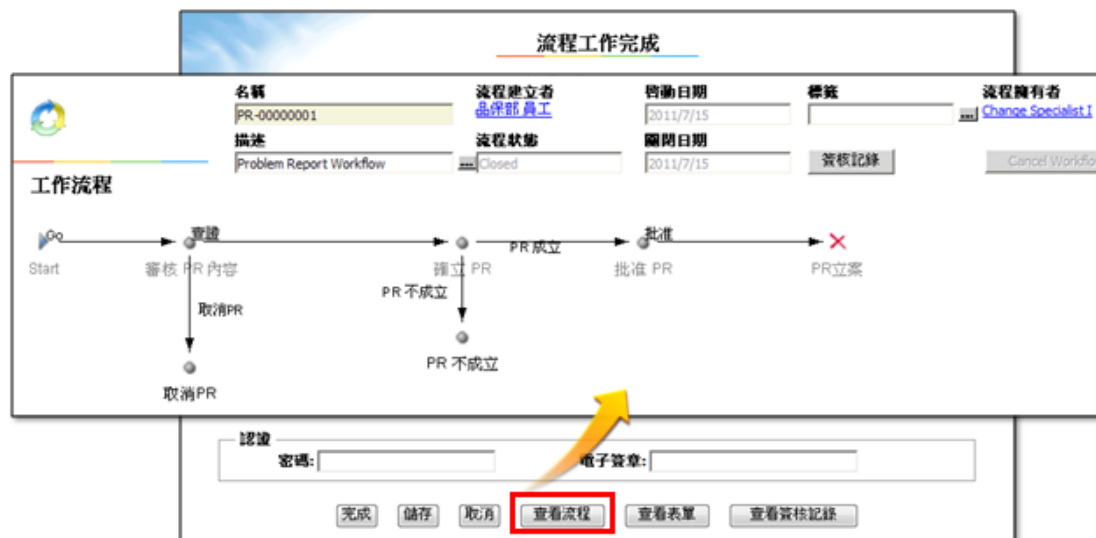 流程工作完成
名稱 流程建立者 啓動日期 標籤 流程擁有者
PR-00000001 品保部 員工 2011/7/15 ... Change Specialist I
描述 流程狀態 關閉日期
Problem Report Workflow ... Closed 2011/7/15 簽核記錄 Cancel Workflo
工作流程
Go 查證 PR 成立 批准
Start 審核 PR 內容 確立 PR 批准 PR PR立案
取消PR PR 不成立
取消PR PR 不成立
認證
密碼: 電子簽章:
完成 儲存 取消 查看流程 查看表單 查看簽核記錄